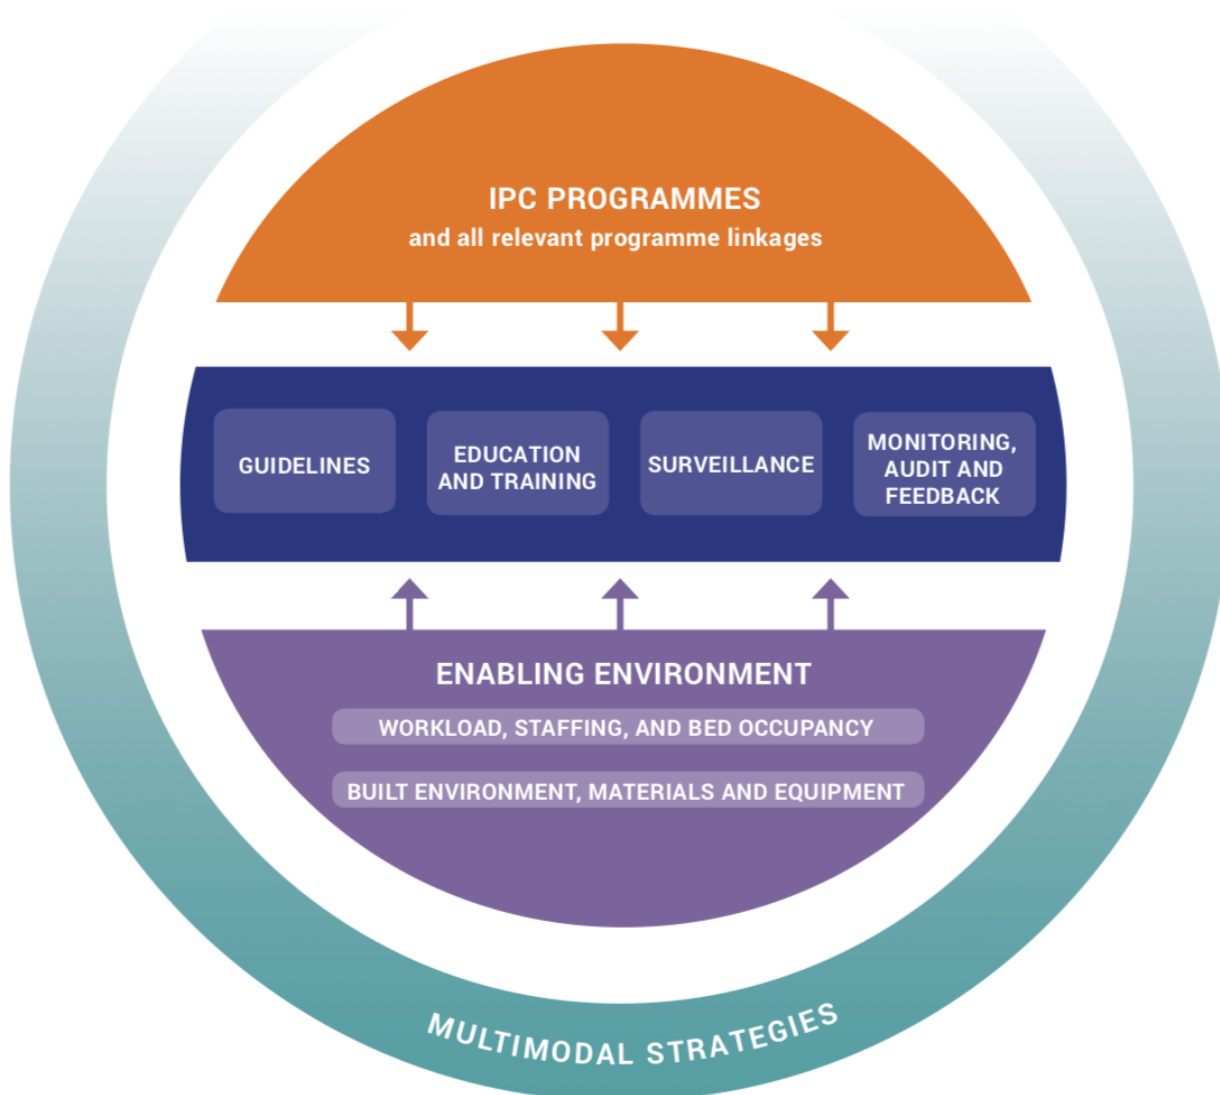 IPC PROGRAMMES
and all relevant programme linkages
GUIDELINES
EDUCATION
AND TRAINING
SURVEILLANCE
MONITORING,
AUDIT AND
FEEDBACK
ENABLING ENVIRONMENT
WORKLOAD, STAFFING, AND BED OCCUPANCY
BUILT ENVIRONMENT, MATERIALS AND EQUIPMENT
MULTIMODAL STRATEGIES